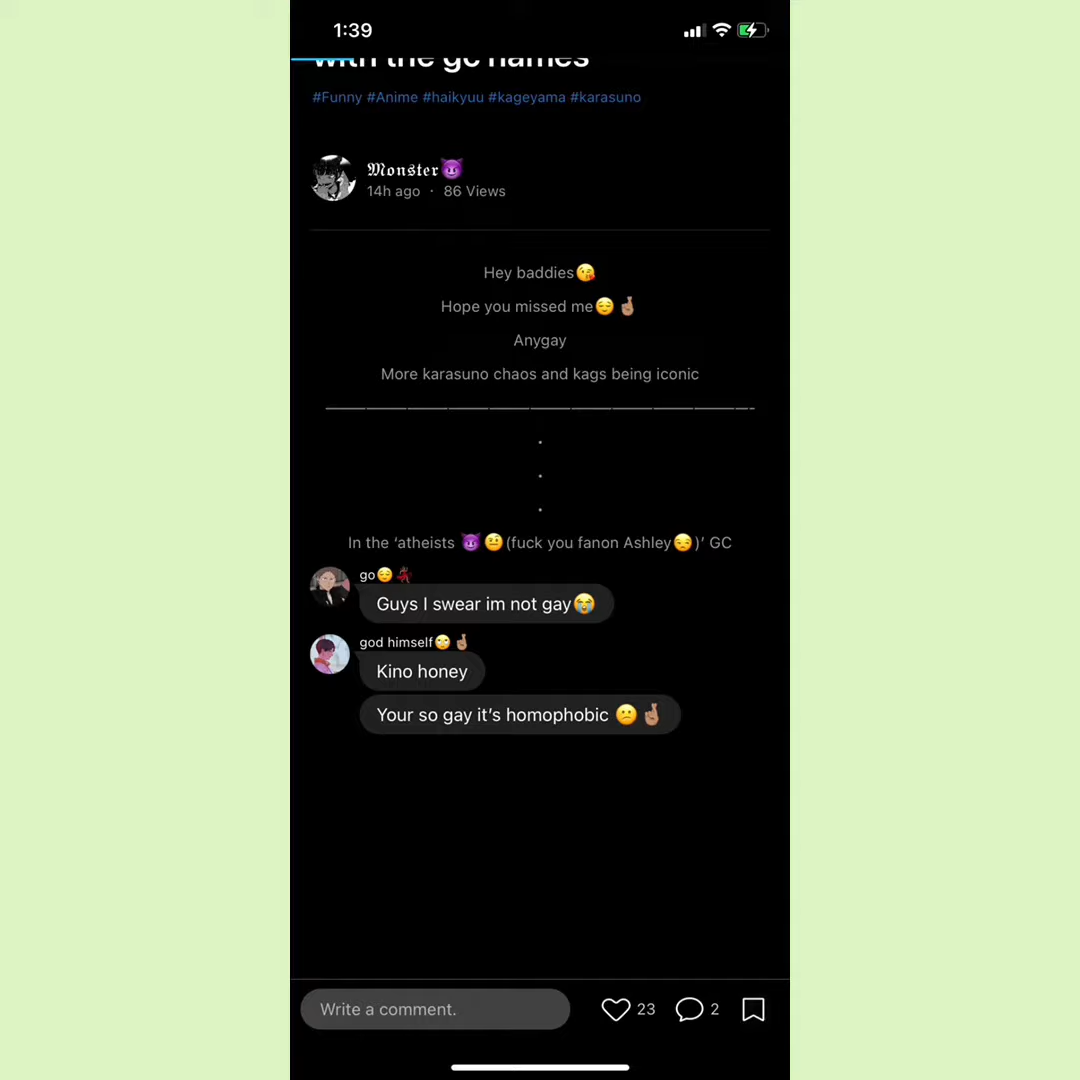 1:39
with the gc names
#Funny #Anime #haikyuu #kageyama #karasuno
𝕸𝖔𝖓𝖘𝖙𝖊𝖗😈
14h ago · 86 Views
Hey baddies😘
Hope you missed me😌🤞🏽
Anygay
More karasuno chaos and kags being iconic
————————————————————-
.
.
.
In the ‘atheists 😈🤨(fuck you fanon Ashley😒)’ GC
go😌💃🏿
Guys I swear im not gay😭
god himself🙄🤞🏽
Kino honey
Your so gay it’s homophobic 😕🤞🏽
Write a comment.
23
2